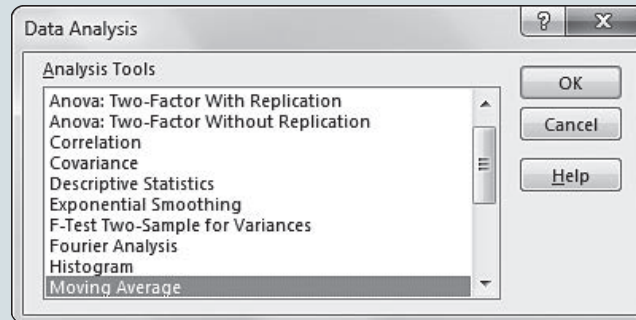 Data Analysis
?
X
Analysis Tools
Anova: Two-Factor With Replication
Anova: Two-Factor Without Replication
Correlation
Covariance
Descriptive Statistics
Exponential Smoothing
F-Test Two-Sample for Variances
Fourier Analysis
Histogram
Moving Average
OK
Cancel
Help